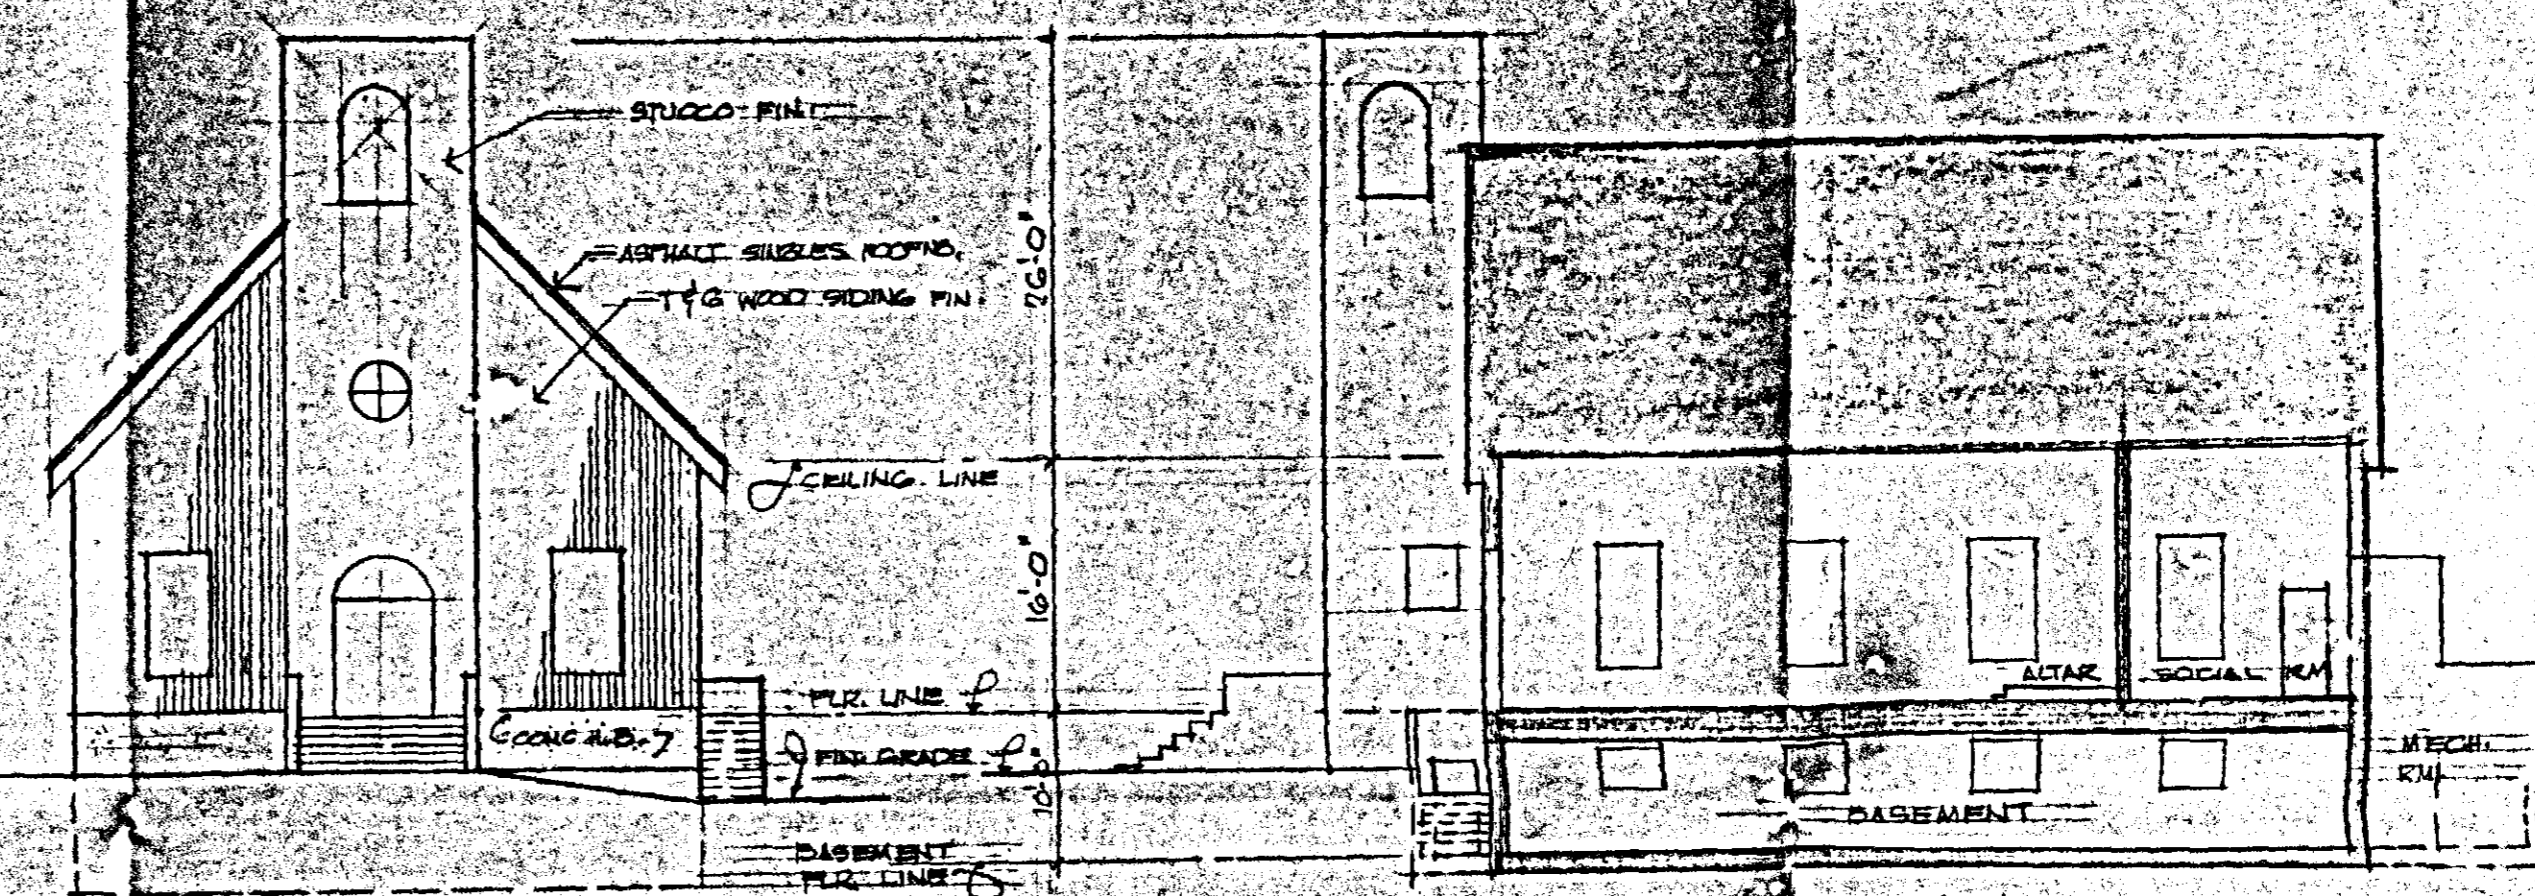 STUCCO FIN.
ASPHALT SINGLES ROOFNG.
T&G WOOD SIDING FIN.
26'-0"
CEILING LINE
16'-0"
ALTAR
SOCIAL RM
FLR. LINE
CONC
FIN. GRADE
10'-0"
MECH.
RM
BASEMENT
BASEMENT
FLR. LINE